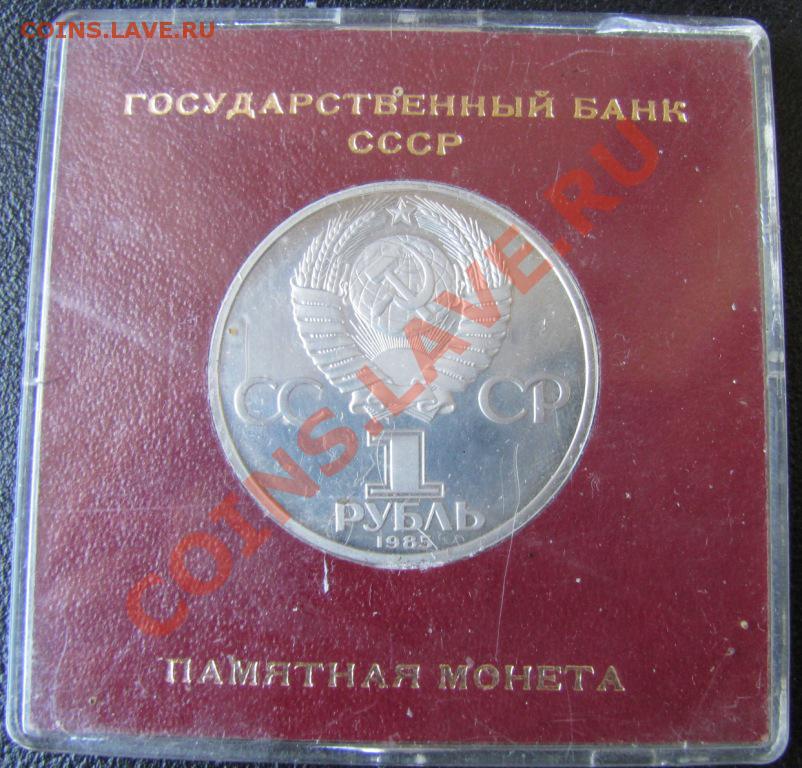 COINS.LAVE.RU
ГОСУДАРСТВЕННЫЙ БАНК
СССР
COINS.LAVE.RU
СС СР
1
РУБЛЬ
1985
ПАМЯТНАЯ МОНЕТА